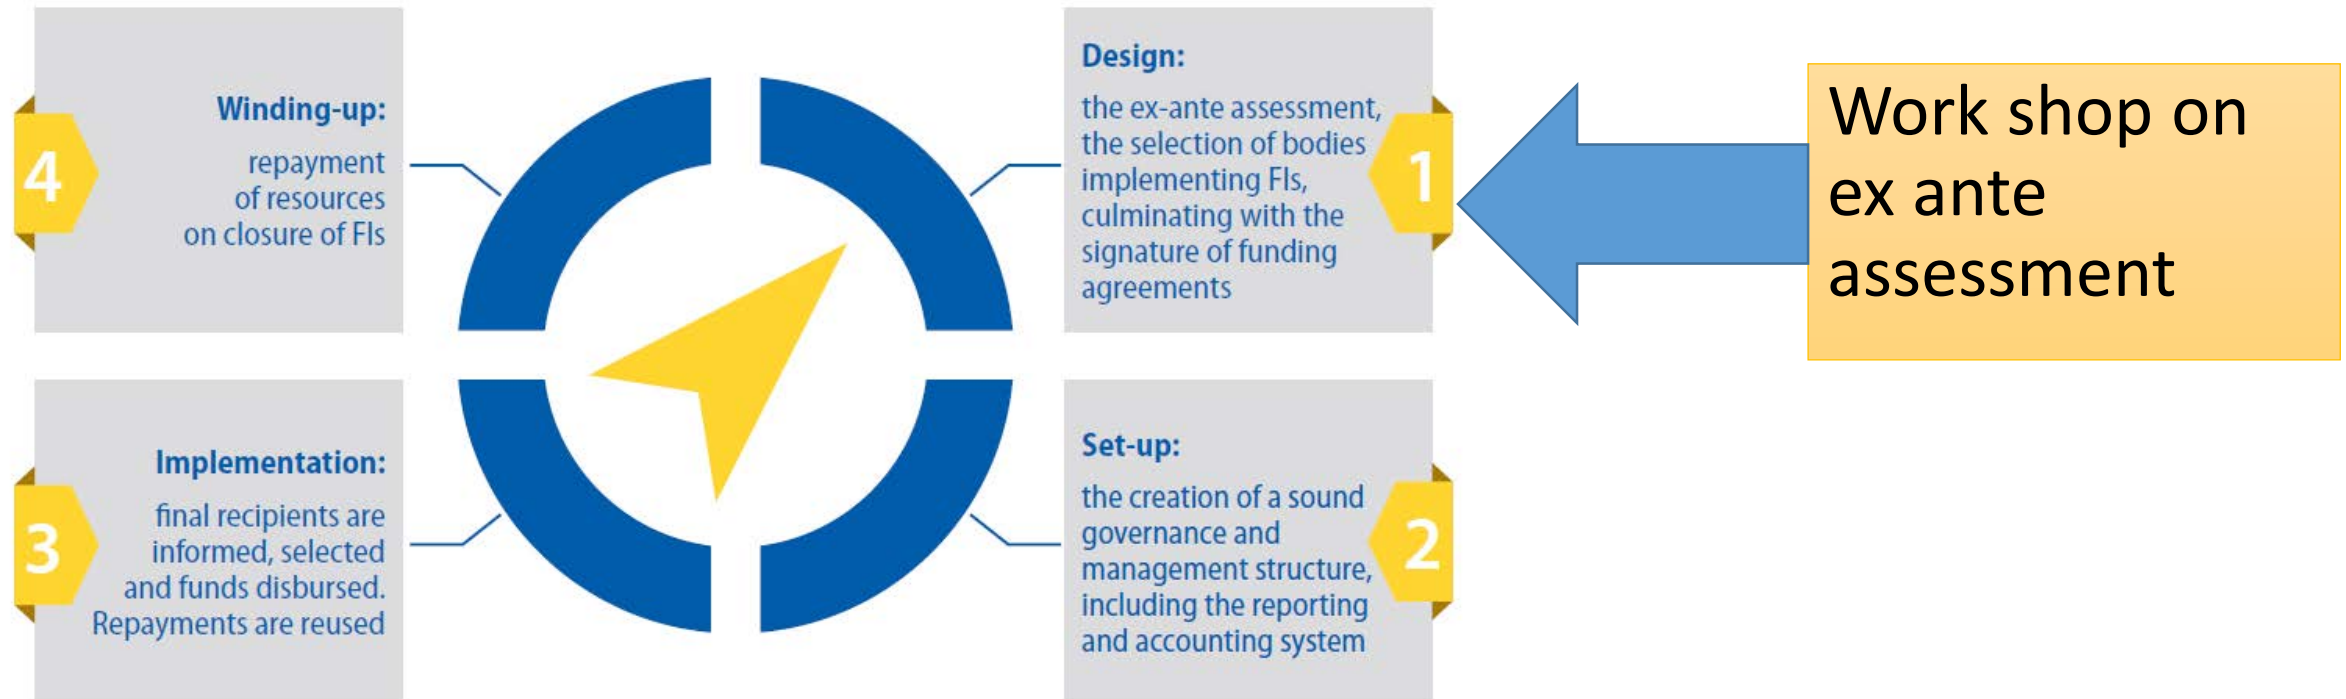 Design:
the ex-ante assessment,
the selection of bodies
implementing FIs,
culminating with the
signature of funding
agreements
1
Work shop on
ex ante
assessment
Set-up:
the creation of a sound
governance and
management structure,
including the reporting
and accounting system
2
Implementation:
final recipients are
informed, selected
and funds disbursed.
Repayments are reused
3
Winding-up:
repayment
of resources
on closure of FIs
4